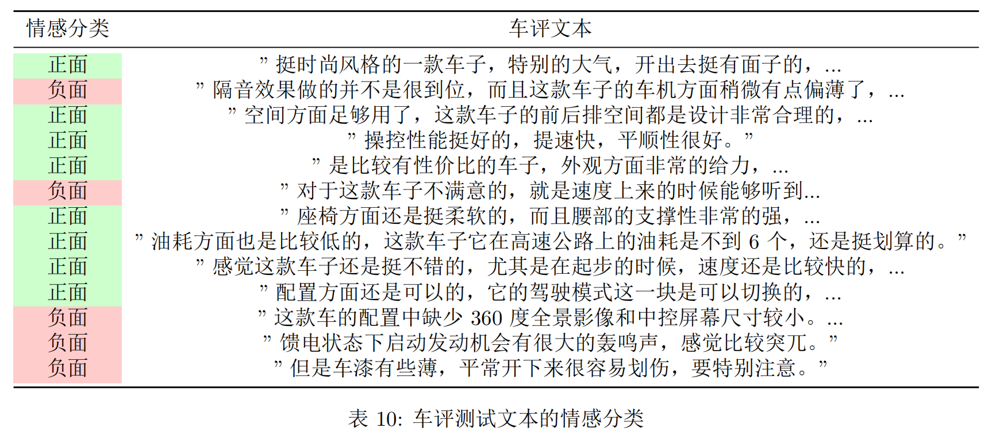 情感分类 车评文本
正面 ” 挺时尚风格的一款车子，特别的大气，开出去挺有面子的，...
负面 ” 隔音效果做的并不是很到位，而且这款车子的车机方面稍微有点偏薄了，...
正面 ” 空间方面足够用了，这款车子的前后排空间都是设计非常合理的，...
正面 ” 操控性能挺好的，提速快，平顺性很好。”
正面 ” 是比较有性价比的车子，外观方面非常的给力，...
负面 ” 对于这款车子不满意的，就是速度上来的时候能够听到...
正面 ” 座椅方面还是挺柔软的，而且腰部的支撑性非常的强，...
正面 ” 油耗方面也是比较低的，这款车子它在高速公路上的油耗是不到 6 个，还是挺划算的。”
正面 ” 感觉这款车子还是挺不错的，尤其是在起步的时候，速度还是比较快的，...
正面 ” 配置方面还是可以的，它的驾驶模式这一块是可以切换的，...
负面 ” 这款车的配置中缺少 360 度全景影像和中控屏幕尺寸较小。...
负面 ” 馈电状态下启动发动机会有很大的轰鸣声，感觉比较突兀。”
负面 ” 但是车漆有些薄，平常开下来很容易划伤，要特别注意。”
表 10: 车评测试文本的情感分类